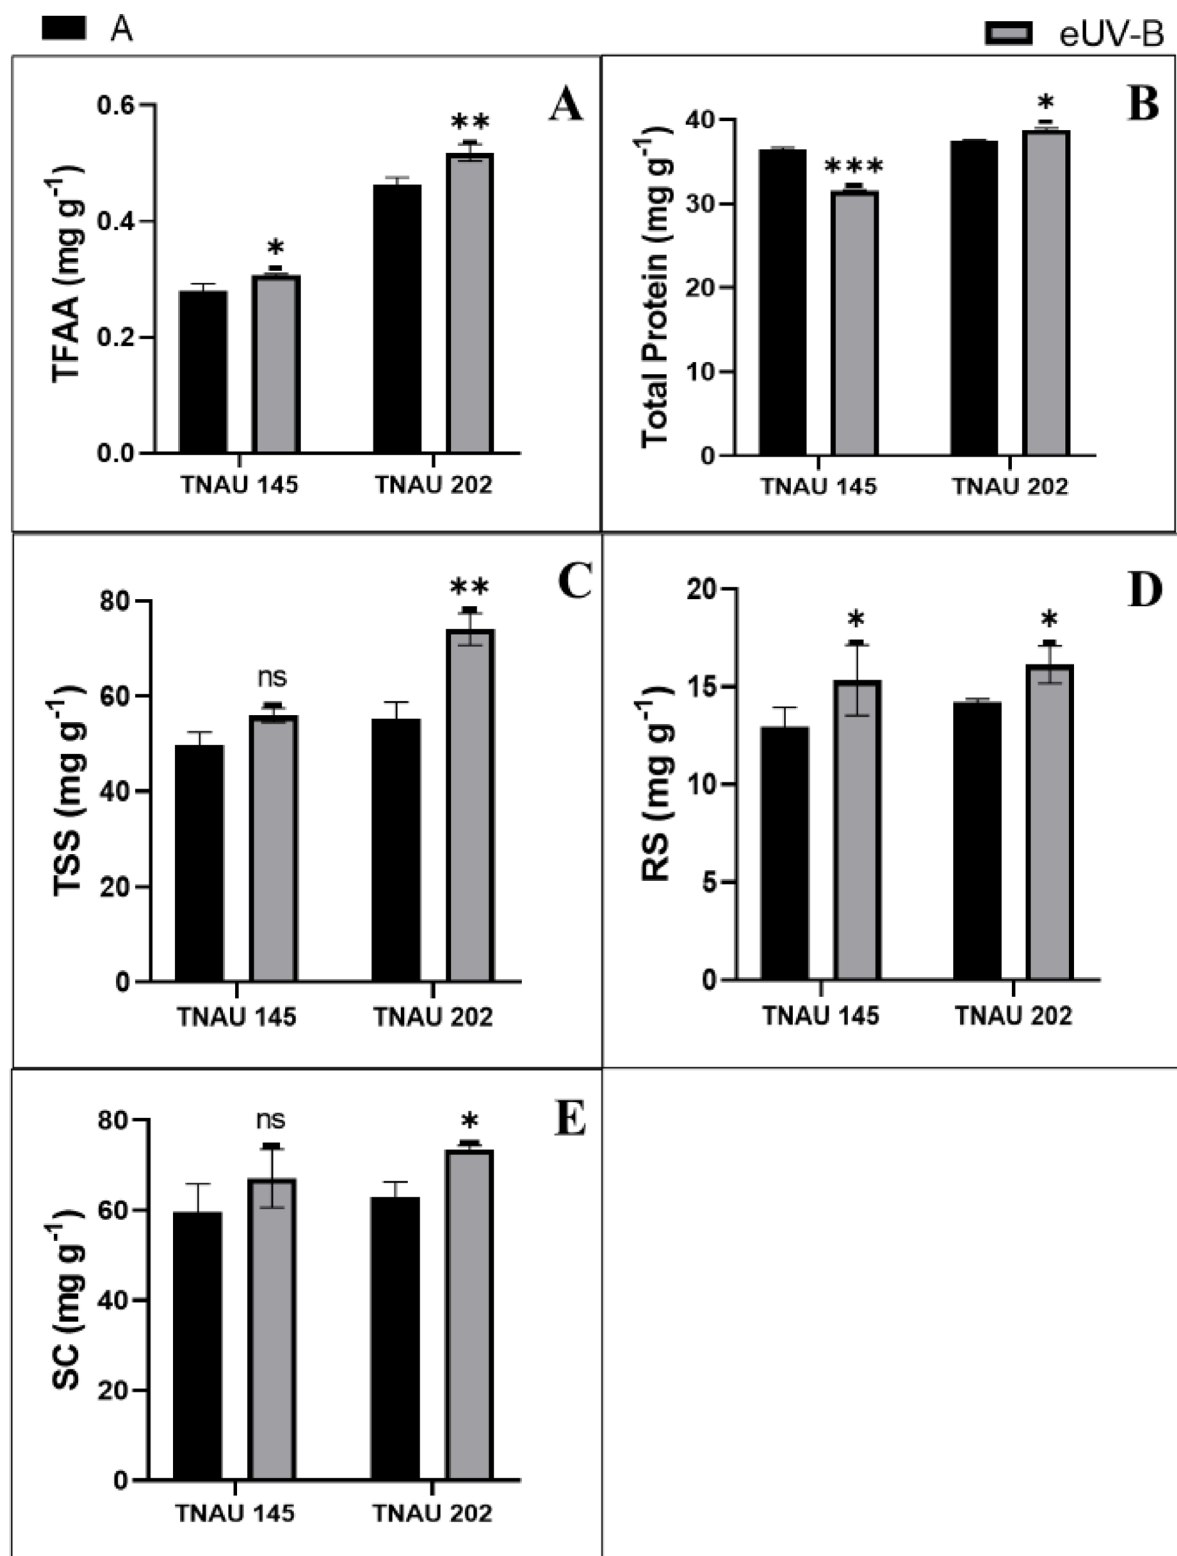 A
eUV-B
A
TFAA (mg g⁻¹)
0.6
0.4
0.2
0.0
*
**
TNAU 145
TNAU 202
B
Total Protein (mg g⁻¹)
40
30
20
10
0
***
*
TNAU 145
TNAU 202
C
TSS (mg g⁻¹)
80
60
40
20
0
ns
**
TNAU 145
TNAU 202
D
RS (mg g⁻¹)
20
15
10
5
0
*
*
TNAU 145
TNAU 202
E
SC (mg g⁻¹)
80
60
40
20
0
ns
*
TNAU 145
TNAU 202